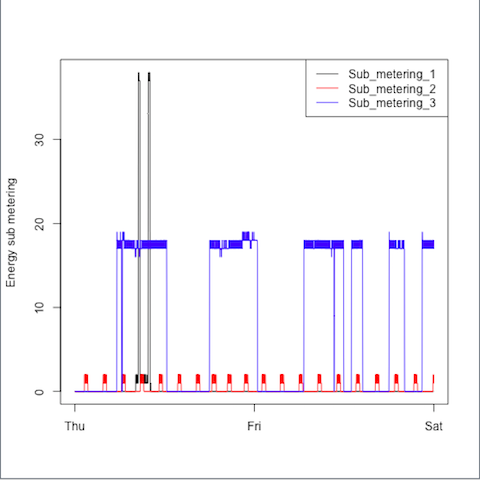 Sub_metering_1
Sub_metering_2
Sub_metering_3
Energy sub metering
30
20
10
0
Thu Fri Sat